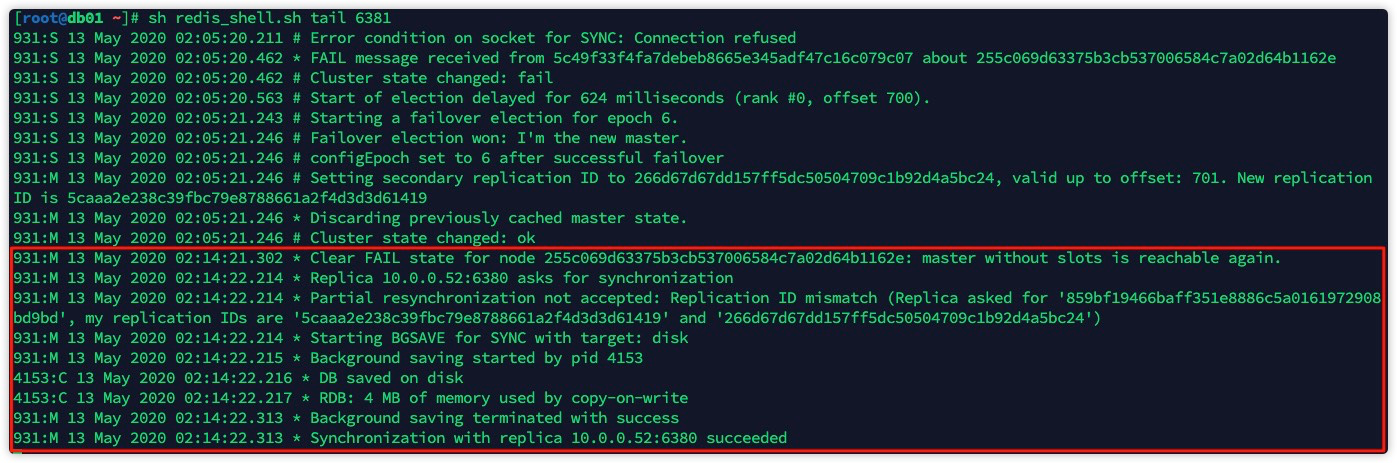 [root@db01 ~]# sh redis_shell.sh tail 6381
931:S 13 May 2020 02:05:20.211 # Error condition on socket for SYNC: Connection refused
931:S 13 May 2020 02:05:20.462 * FAIL message received from 5c49f33f4fa7debeb8665e345adf47c16c079c07 about 255c069d63375b3cb537006584c7a02d64b1162e
931:S 13 May 2020 02:05:20.462 # Cluster state changed: fail
931:S 13 May 2020 02:05:20.563 # Start of election delayed for 624 milliseconds (rank #0, offset 700).
931:S 13 May 2020 02:05:21.243 # Starting a failover election for epoch 6.
931:S 13 May 2020 02:05:21.246 # Failover election won: I'm the new master.
931:S 13 May 2020 02:05:21.246 # configEpoch set to 6 after successful failover
931:M 13 May 2020 02:05:21.246 # Setting secondary replication ID to 266d67d67dd157ff5dc50504709c1b92d4a5bc24, valid up to offset: 701. New replication
ID is 5caaa2e238c39fbc79e8788661a2f4d3d3d61419
931:M 13 May 2020 02:05:21.246 * Discarding previously cached master state.
931:M 13 May 2020 02:05:21.246 # Cluster state changed: ok
931:M 13 May 2020 02:14:21.302 * Clear FAIL state for node 255c069d63375b3cb537006584c7a02d64b1162e: master without slots is reachable again.
931:M 13 May 2020 02:14:22.214 * Replica 10.0.0.52:6380 asks for synchronization
931:M 13 May 2020 02:14:22.214 * Partial resynchronization not accepted: Replication ID mismatch (Replica asked for '859bf19466baff351e8886c5a0161972908
bd9bd', my replication IDs are '5caaa2e238c39fbc79e8788661a2f4d3d3d61419' and '266d67d67dd157ff5dc50504709c1b92d4a5bc24')
931:M 13 May 2020 02:14:22.214 * Starting BGSAVE for SYNC with target: disk
931:M 13 May 2020 02:14:22.215 * Background saving started by pid 4153
4153:C 13 May 2020 02:14:22.216 * DB saved on disk
4153:C 13 May 2020 02:14:22.217 * RDB: 4 MB of memory used by copy-on-write
931:M 13 May 2020 02:14:22.313 * Background saving terminated with success
931:M 13 May 2020 02:14:22.313 * Synchronization with replica 10.0.0.52:6380 succeeded